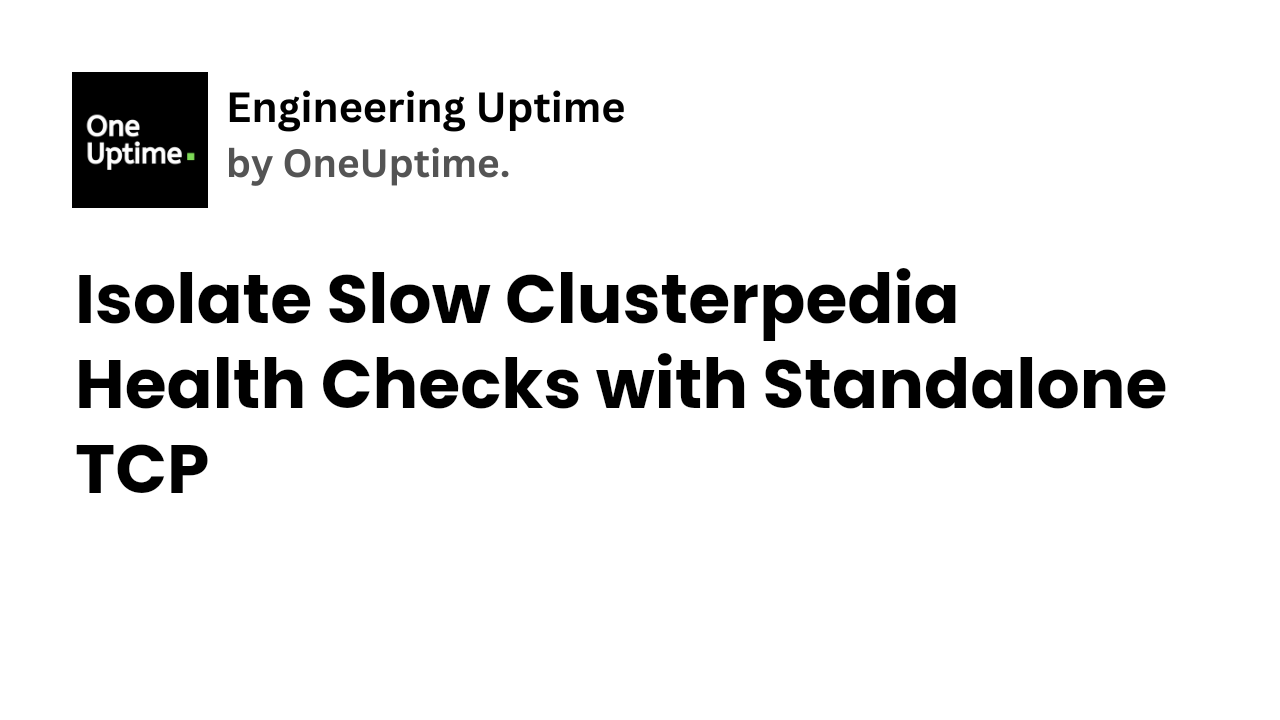 One
Uptime
Engineering Uptime
by OneUptime.
Isolate Slow Clusterpedia
Health Checks with Standalone
TCP